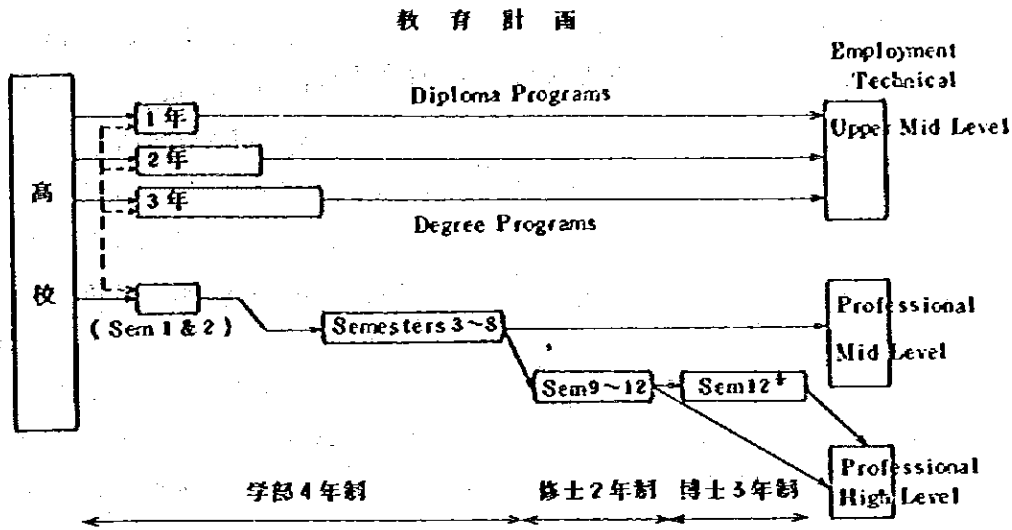 教育計画
Employment
Technical
Diploma Programs
1年
Upper Mid Level
2年
3年
高校
Degree Programs
(Sem 1 & 2)
Semesters 3~8
Professional
Mid Level
Sem9~12
Sem12+
Professional
High Level
学部4年制
修士2年制
博士3年制